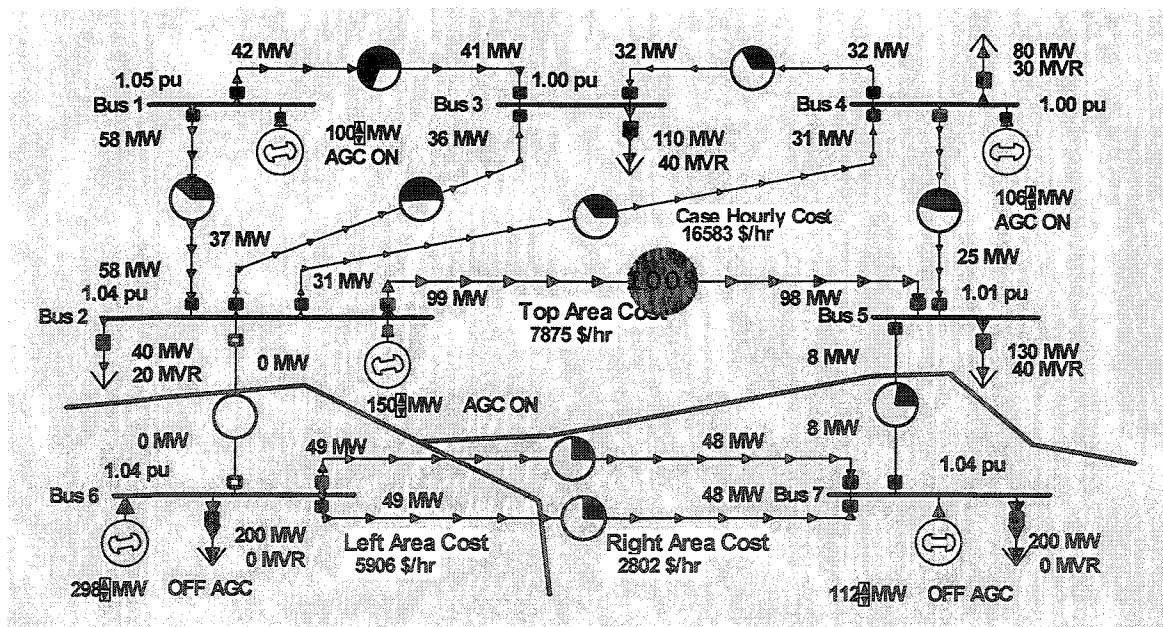 42 MW
41 MW
32 MW
32 MW
80 MW
30 MVR
1.05 pu
1.00 pu
Bus 1
Bus 3
Bus 4
1.00 pu
58 MW
100 MW
AGC ON
36 MW
110 MW
40 MVR
31 MW
106 MW
AGC ON
Case Hourly Cost
16583 $/hr
37 MW
25 MW
58 MW
31 MW
1.04 pu
99 MW
98 MW
1.01 pu
Bus 2
Top Area Cost
7875 $/hr
Bus 5
40 MW
20 MVR
0 MW
8 MW
130 MW
40 MVR
150 MW AGC ON
0 MW
49 MW
48 MW
8 MW
1.04 pu
1.04 pu
Bus 6
49 MW
48 MW
Bus 7
200 MW
0 MVR
Left Area Cost
5906 $/hr
Right Area Cost
2802 $/hr
200 MW
0 MVR
298 MW OFF AGC
112 MW OFF AGC